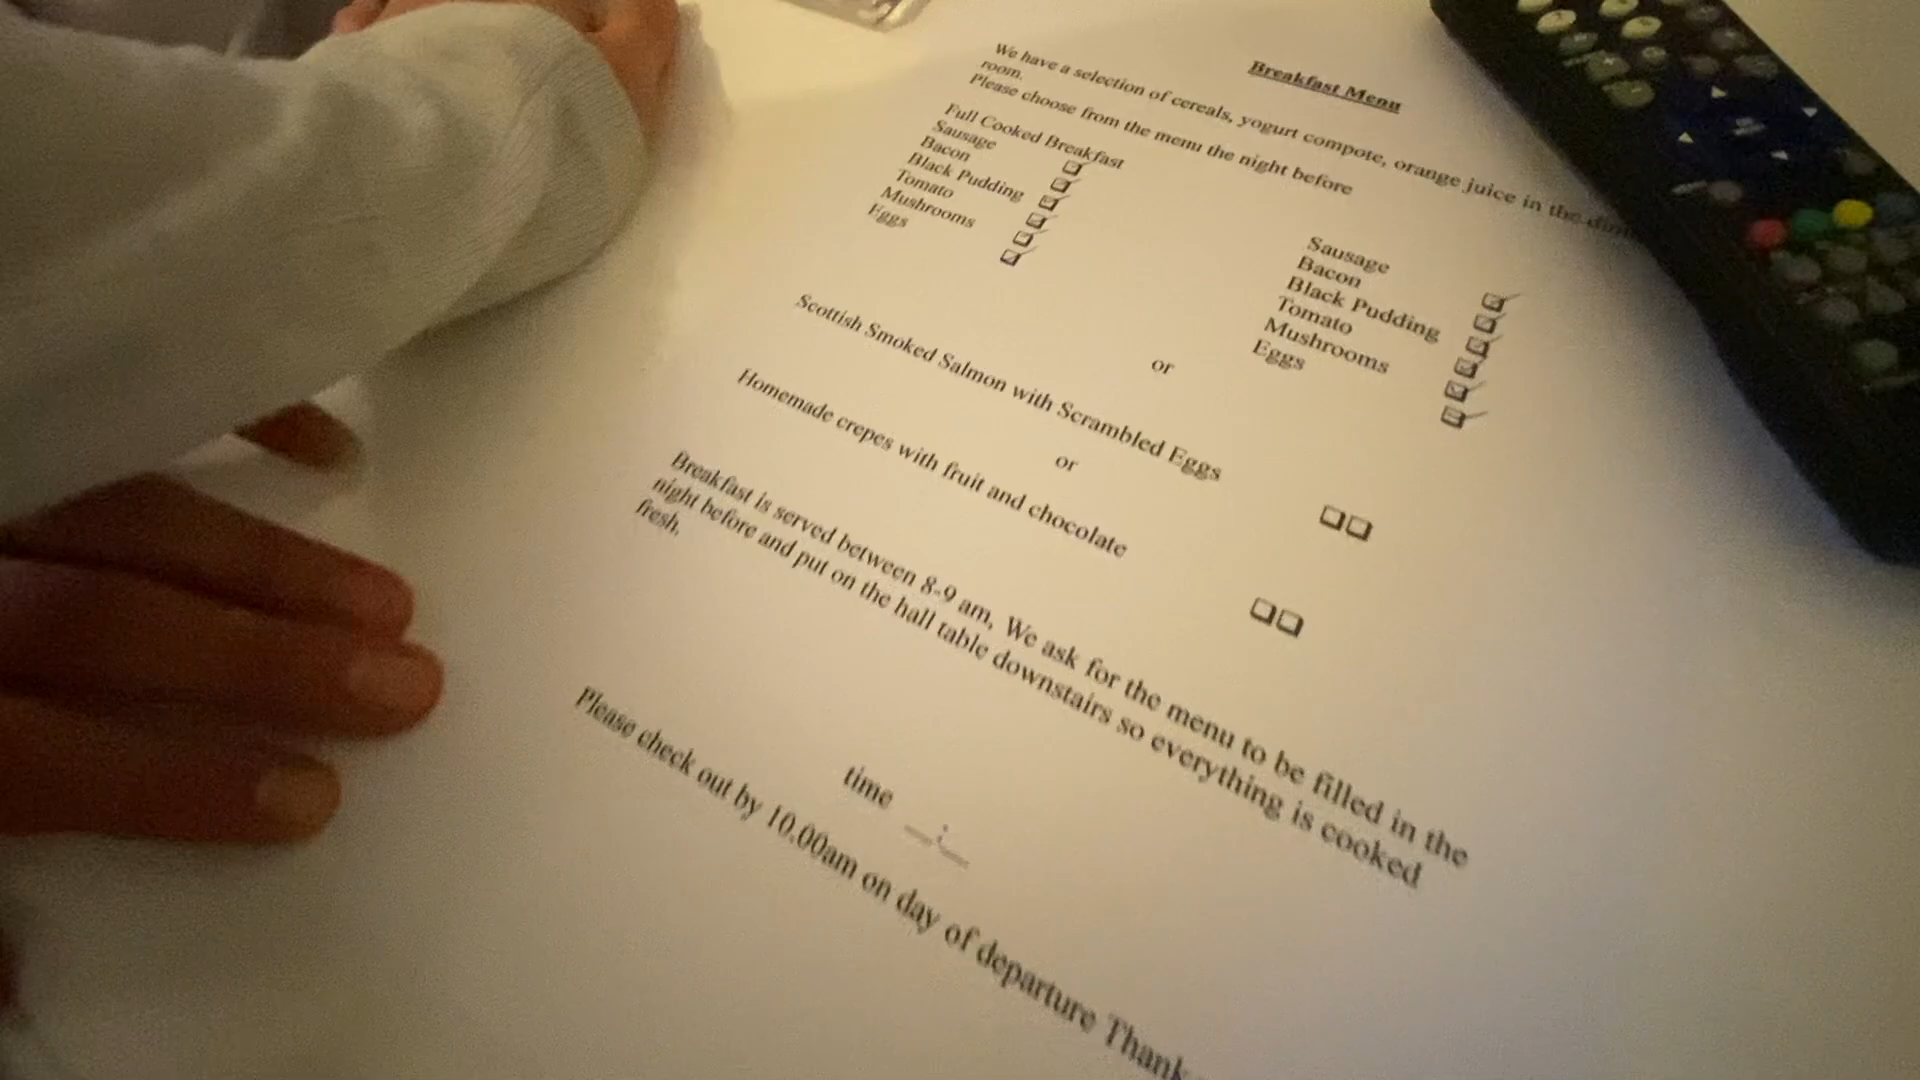 Breakfast Menu
We have a selection of cereals, yogurt compote, orange juice in the
room.
Please choose from the menu the night before
Full Cooked Breakfast
Sausage
Bacon
Black Pudding
Tomato
Mushrooms
Eggs
Sausage
Bacon
Black Pudding
Tomato
Mushrooms
Eggs
or
Scottish Smoked Salmon with Scrambled Eggs
or
Homemade crepes with fruit and chocolate
Breakfast is served between 8-9 am, We ask for the menu to be filled in the
night before and put on the hall table downstairs so everything is cooked
fresh.
time __:__
Please check out by 10.00am on day of departure Thank